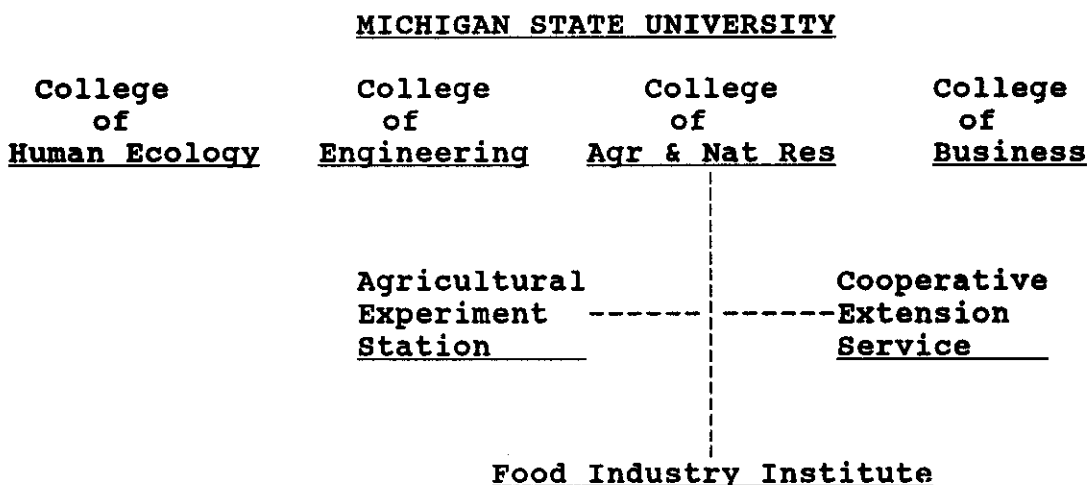 MICHIGAN STATE UNIVERSITY
College College College College
of of of of
Human Ecology Engineering Agr & Nat Res Business
Agricultural Cooperative
Experiment ------ ------Extension
Station Service
Food Industry Institute